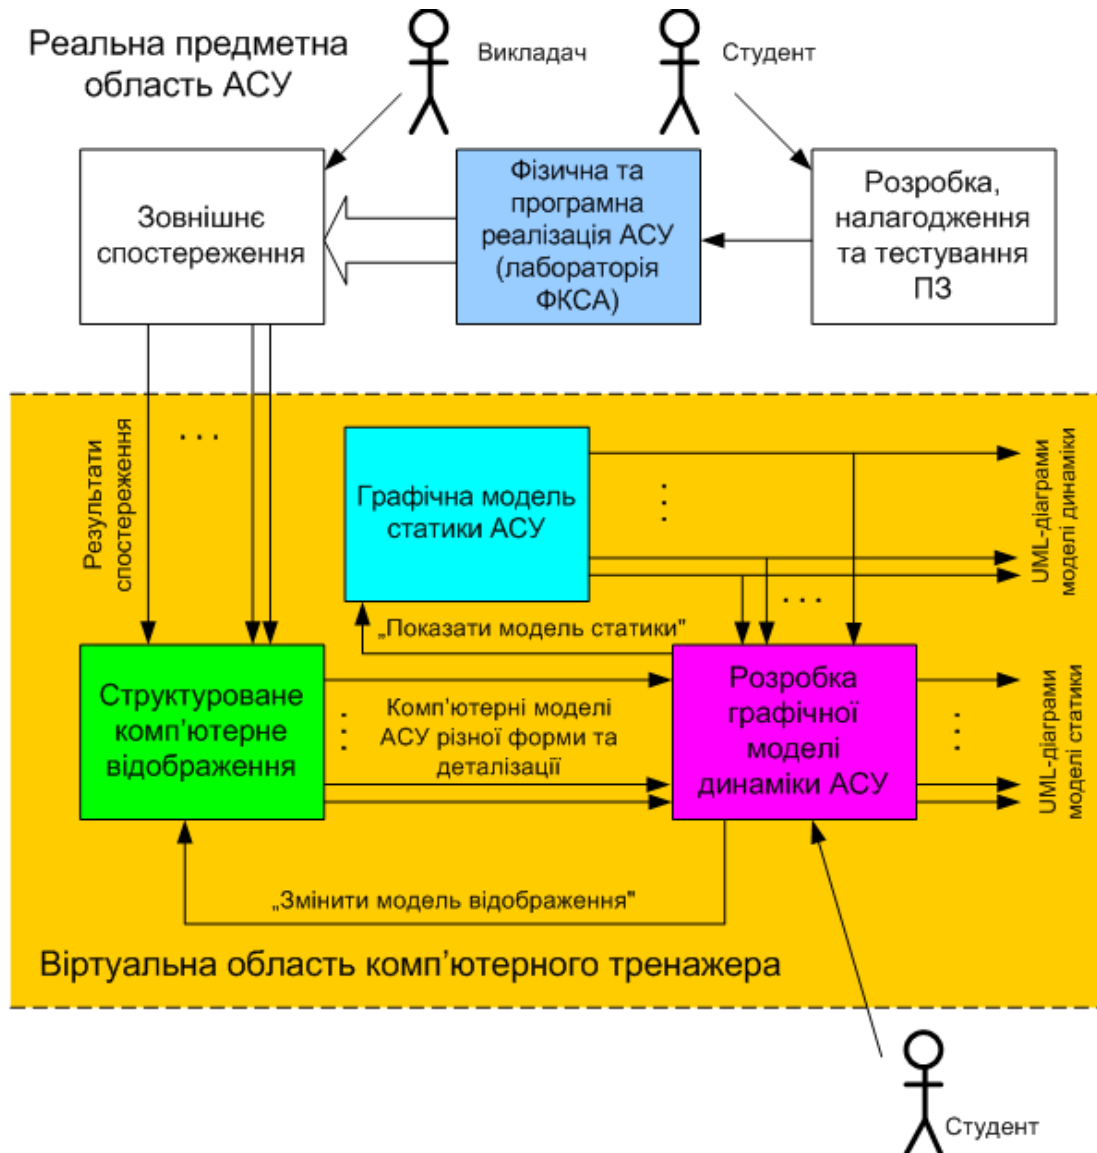 Реальна предметна
область АСУ
Викладач
Студент
Зовнішнє
спостереження
Фізична та
програмна
реалізація АСУ
(лабораторія
ФКСА)
Розробка,
налагодження
та тестування
ПЗ
Результати
спостереження
. . .
Графічна модель
статики АСУ
UML-діаграми
моделі динаміки
. . .
„Показати модель статики"
Структуроване
комп'ютерне
відображення
Комп'ютерні моделі
АСУ різної форми та
деталізації
Розробка
графічної
моделі
динаміки АСУ
UML-діаграми
моделі статики
„Змінити модель відображення"
Віртуальна область комп'ютерного тренажера
Студент